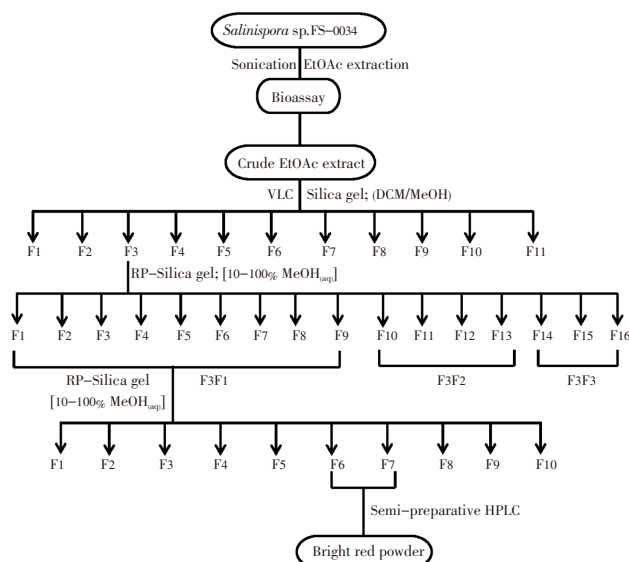 Salinispora sp.FS-0034
Sonication EtOAc extraction
Bioassay
Crude EtOAc extract
VLC Silica gel; (DCM/MeOH)
F1 F2 F3 F4 F5 F6 F7 F8 F9 F10 F11
RP-Silica gel; [10-100% MeOH(aq)]
F1 F2 F3 F4 F5 F6 F7 F8 F9 F10 F11 F12 F13 F14 F15 F16
RP-Silica gel F3F1 F3F2 F3F3
[10-100% MeOH(aq)]
F1 F2 F3 F4 F5 F6 F7 F8 F9 F10
Semi-preparative HPLC
Bright red powder